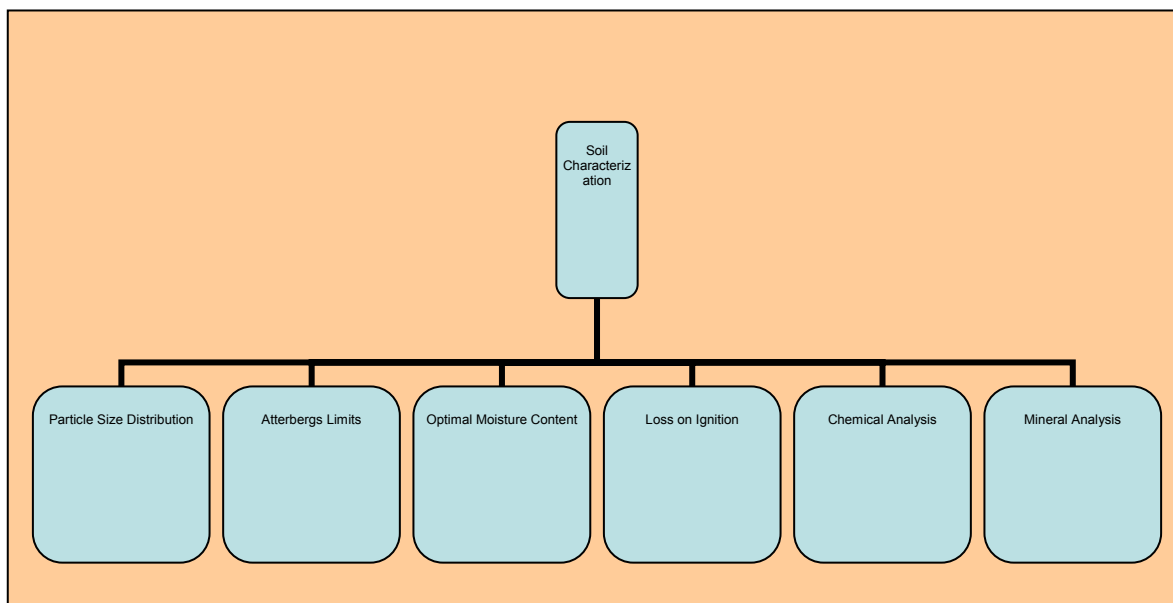 Soil
Characteriz
ation
Particle Size Distribution
Atterbergs Limits
Optimal Moisture Content
Loss on Ignition
Chemical Analysis
Mineral Analysis